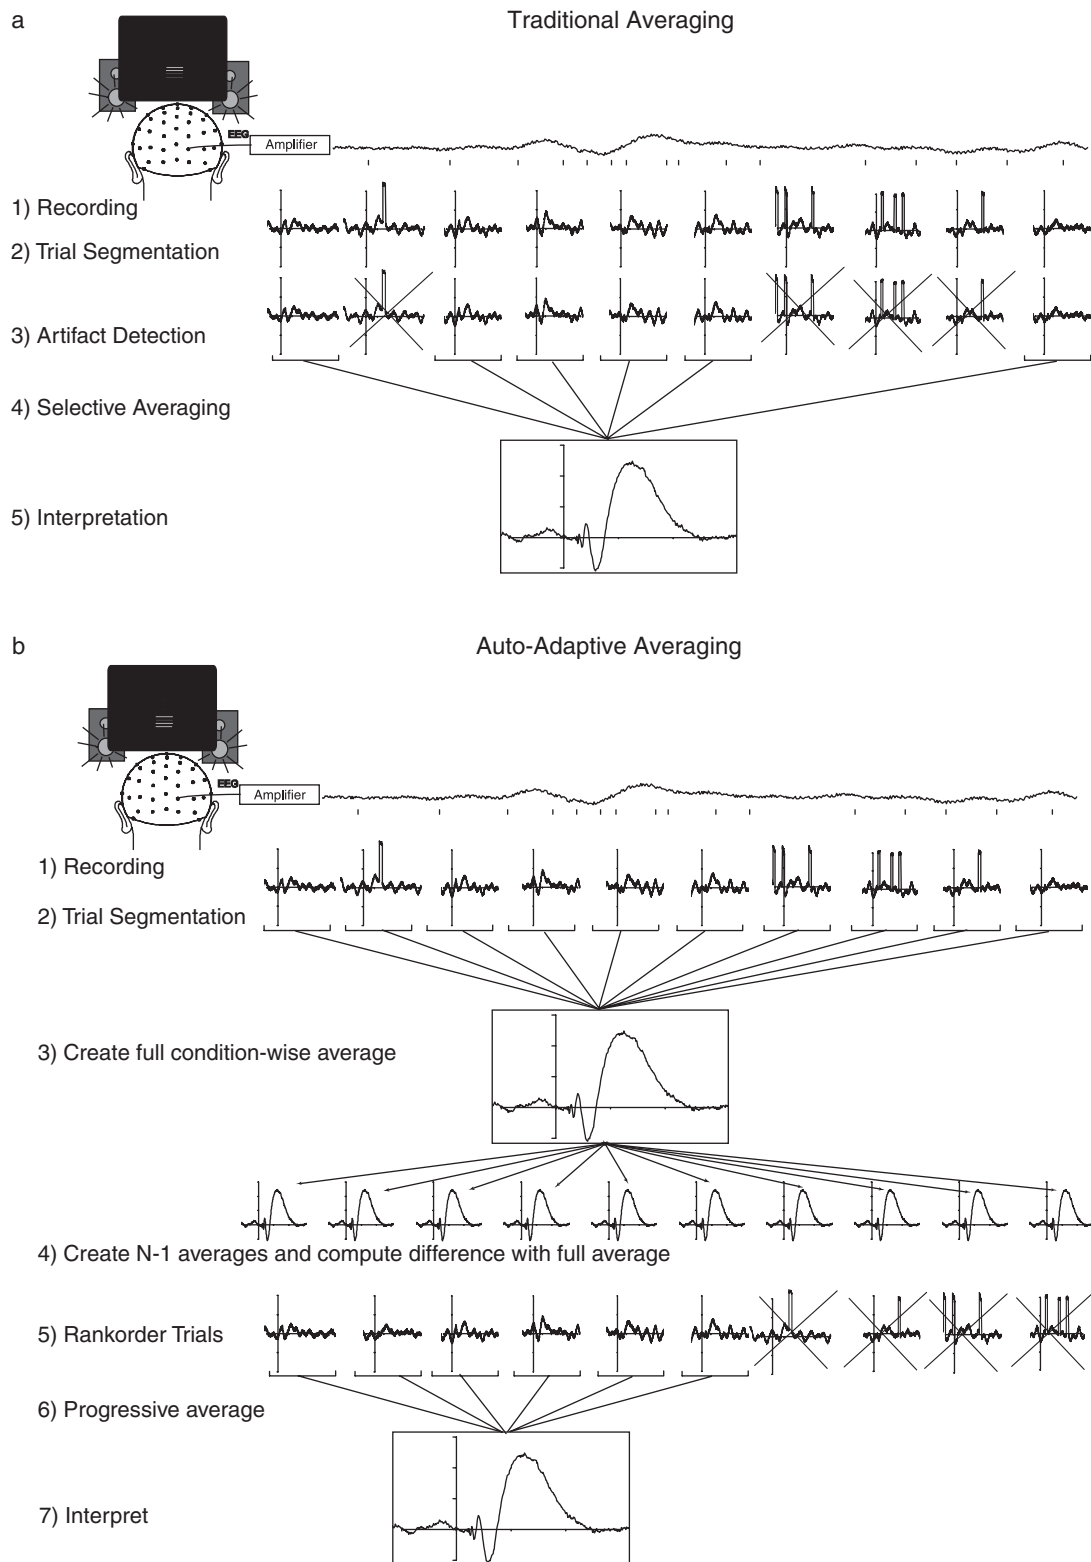 a
Traditional Averaging
EEG
Amplifier
1) Recording
2) Trial Segmentation
3) Artifact Detection
4) Selective Averaging
5) Interpretation
b
Auto-Adaptive Averaging
EEG
Amplifier
1) Recording
2) Trial Segmentation
3) Create full condition-wise average
4) Create N-1 averages and compute difference with full average
5) Rankorder Trials
6) Progressive average
7) Interpret